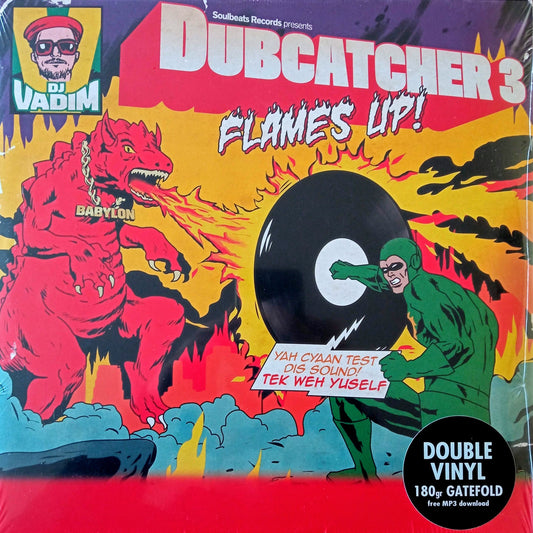 Soulbeats Records presents
DUBCATCHER 3
FLAMES UP!
DJ
VADIM
BABYLON
YAH CYAAN TEST
DIS SOUND!
TEK WEH YUSELF
DOUBLE
VINYL
180gr GATEFOLD
free MP3 download